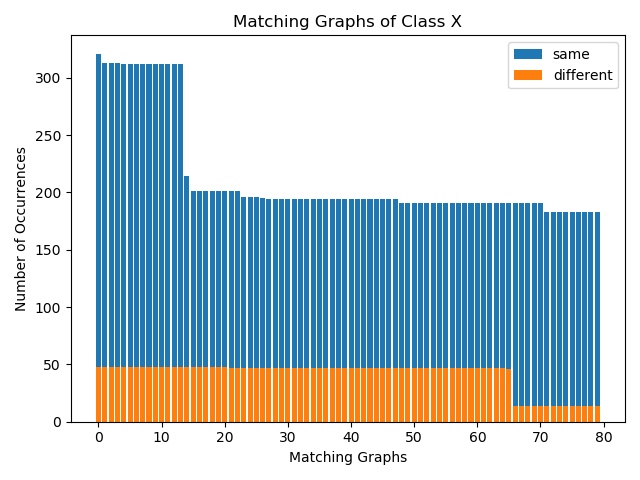 Matching Graphs of Class X
same
different
Number of Occurrences
300
250
200
150
100
50
0
0 10 20 30 40 50 60 70 80
Matching Graphs